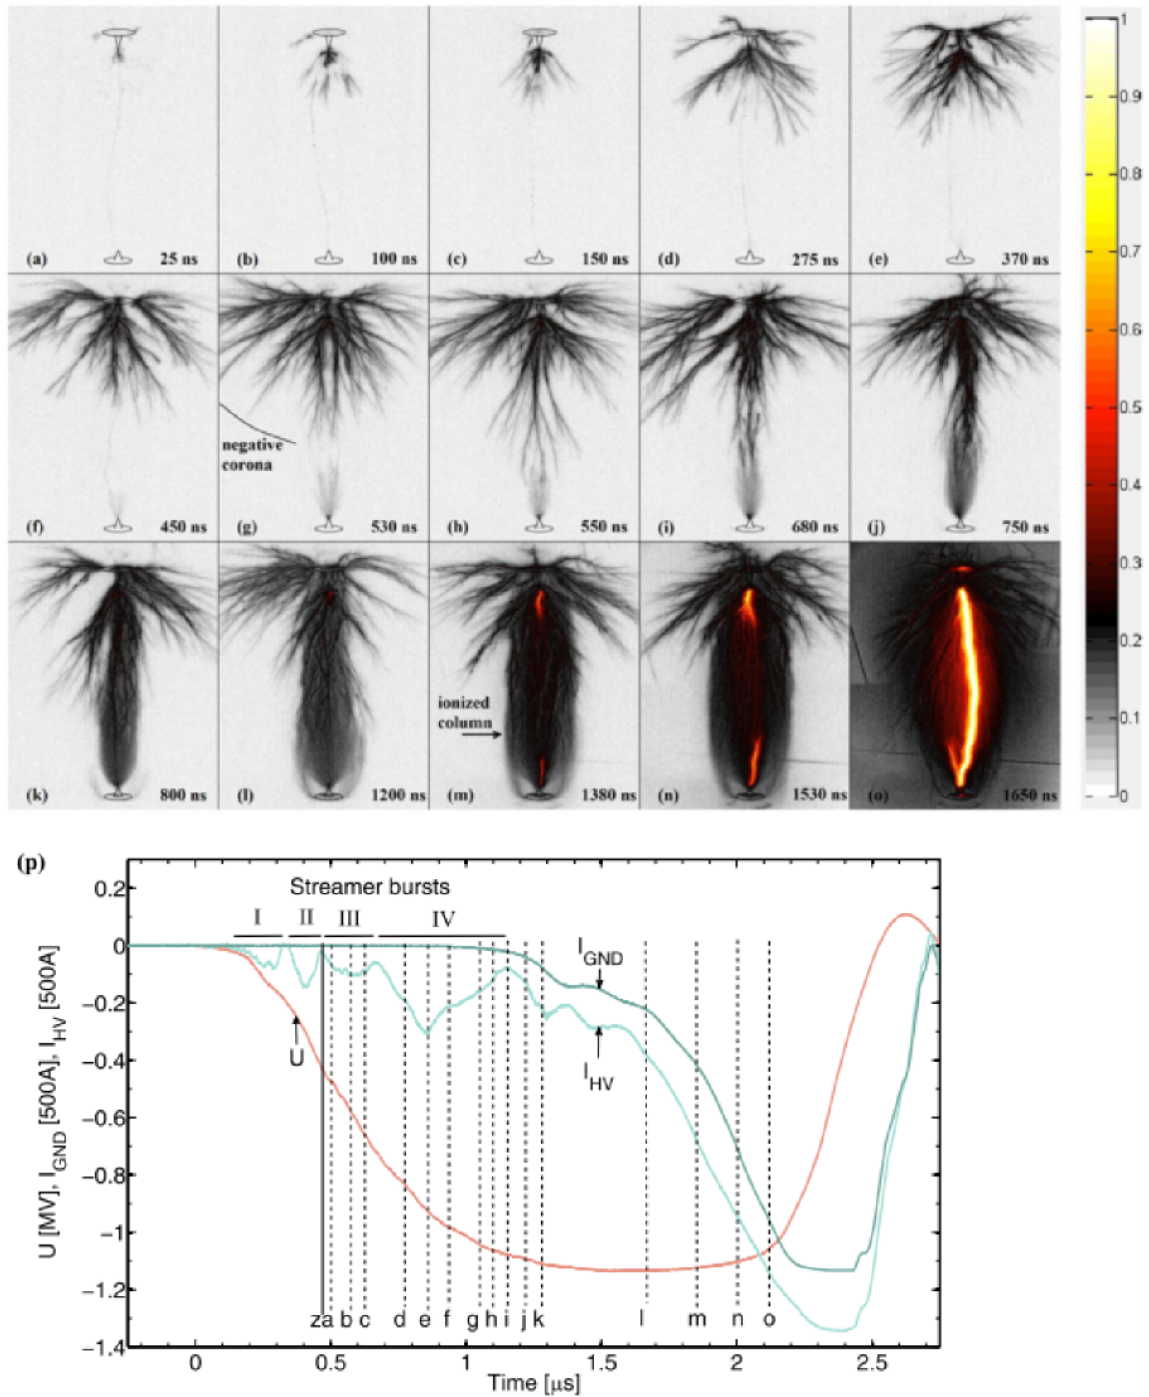 (a) 25 ns (b) 100 ns (c) 150 ns (d) 275 ns (e) 370 ns
negative
corona
(f) 450 ns (g) 530 ns (h) 550 ns (i) 680 ns (j) 750 ns
ionized
column
(k) 800 ns (l) 1200 ns (m) 1380 ns (n) 1530 ns (o) 1650 ns
1
0.9
0.8
0.7
0.6
0.5
0.4
0.3
0.2
0.1
0
(p)
Streamer bursts
I II III IV
U [MV], I_GND [500A], I_HV [500A]
0.2
0
−0.2
−0.4
−0.6
−0.8
−1
−1.2
−1.4
I_GND
U
I_HV
z a b c d e f g h i j k l m n o
0 0.5 1 1.5 2 2.5
Time [μs]